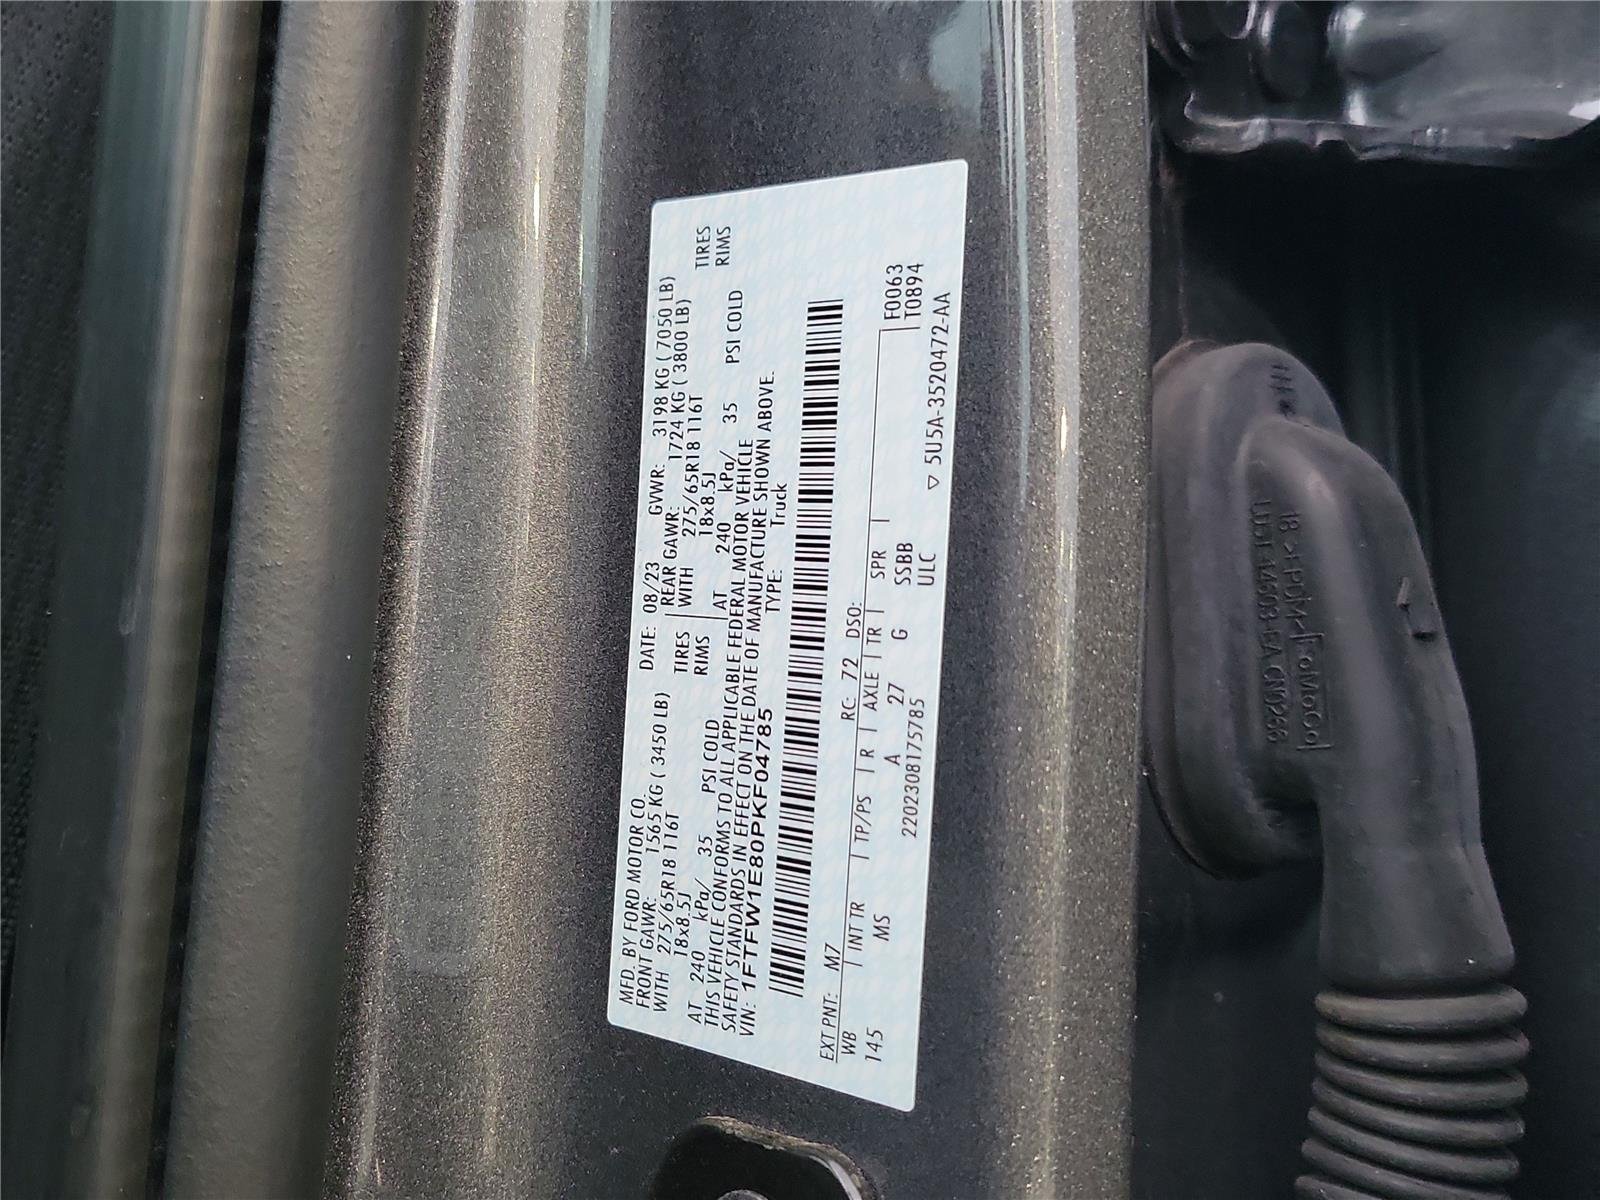 MFD. BY FORD MOTOR CO.
DATE: 08/23 GVWR: 3198 KG ( 7050 LB)
FRONT GAWR: 1565 KG ( 3450 LB) REAR GAWR: 1724 KG ( 3800 LB)
WITH 275/65R18 116T TIRES WITH 275/65R18 116T TIRES
18x8.5J RIMS 18x8.5J RIMS
AT 240 kPa/ 35 PSI COLD AT 240 kPa/ 35 PSI COLD
THIS VEHICLE CONFORMS TO ALL APPLICABLE FEDERAL MOTOR VEHICLE
SAFETY STANDARDS IN EFFECT ON THE DATE OF MANUFACTURE SHOWN ABOVE.
VIN: 1FTFW1E80PKF04785 TYPE: Truck
EXT PNT: M7 RC: 72 DSO:
WB INT TR TP/PS R AXLE TR SPR F0063
145 MS A 27 G SSBB T0894
2202308175785 ULC ▽ 5U5A-3520472-AA
18 >EPDM< FoMoCo